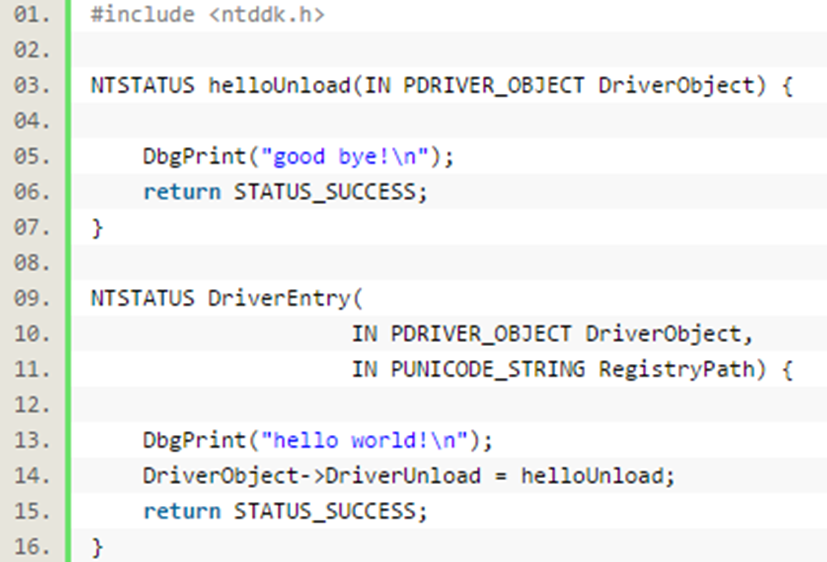 01. #include <ntddk.h>
02.
03. NTSTATUS helloUnload(IN PDRIVER_OBJECT DriverObject) {
04.
05.     DbgPrint("good bye!\n");
06.     return STATUS_SUCCESS;
07. }
08.
09. NTSTATUS DriverEntry(
10.                     IN PDRIVER_OBJECT DriverObject,
11.                     IN PUNICODE_STRING RegistryPath) {
12.
13.     DbgPrint("hello world!\n");
14.     DriverObject->DriverUnload = helloUnload;
15.     return STATUS_SUCCESS;
16. }